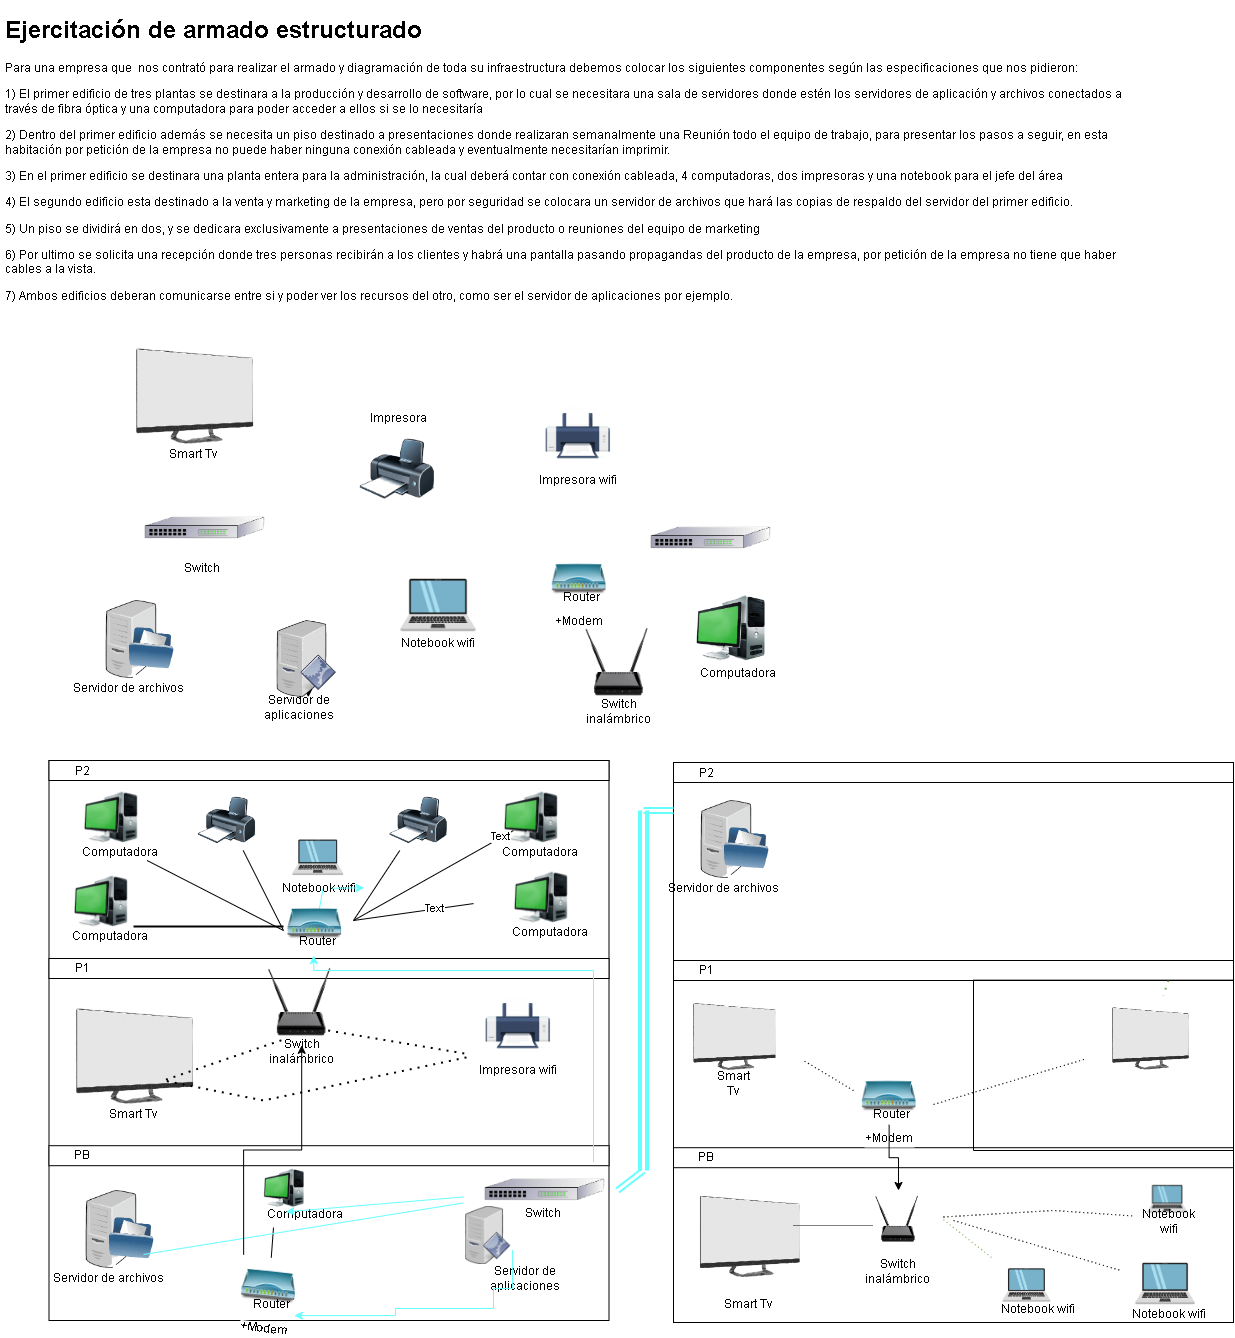 Ejercitación de armado estructurado
Para una empresa que  nos contrató para realizar el armado y diagramación de toda su infraestructura debemos colocar los siguientes componentes según las especificaciones que nos pidieron:
1) El primer edificio de tres plantas se destinara a la producción y desarrollo de software, por lo cual se necesitara una sala de servidores donde estén los servidores de aplicación y archivos conectados a
través de fibra óptica y una computadora para poder acceder a ellos si se lo necesitaría
2) Dentro del primer edificio además se necesita un piso destinado a presentaciones donde realizaran semanalmente una Reunión todo el equipo de trabajo, para presentar los pasos a seguir, en esta
habitación por petición de la empresa no puede haber ninguna conexión cableada y eventualmente necesitarían imprimir.
3) En el primer edificio se destinara una planta entera para la administración, la cual deberá contar con conexión cableada, 4 computadoras, dos impresoras y una notebook para el jefe del área
4) El segundo edificio esta destinado a la venta y marketing de la empresa, pero por seguridad se colocara un servidor de archivos que hará las copias de respaldo del servidor del primer edificio.
5) Un piso se dividirá en dos, y se dedicara exclusivamente a presentaciones de ventas del producto o reuniones del equipo de marketing
6) Por ultimo se solicita una recepción donde tres personas recibirán a los clientes y habrá una pantalla pasando propagandas del producto de la empresa, por petición de la empresa no tiene que haber
cables a la vista.
7) Ambos edificios deberan comunicarse entre si y poder ver los recursos del otro, como ser el servidor de aplicaciones por ejemplo.
Impresora
Smart Tv
Impresora wifi
Switch
Router
+Modem
Notebook wifi
Computadora
Servidor de archivos
Servidor de
aplicaciones
Switch
inalámbrico
P2
Text
Computadora
Computadora
Notebook wifi
Text
Computadora
Computadora
Router
P1
Switch
inalámbrico
Impresora wifi
Smart Tv
PB
Computadora
Switch
Servidor de archivos
Servidor de
aplicaciones
Router
+Modem
P2
Servidor de archivos
P1
Smart
Tv
Router
+Modem
PB
Notebook
wifi
Switch
inalámbrico
Smart Tv
Notebook wifi
Notebook wifi